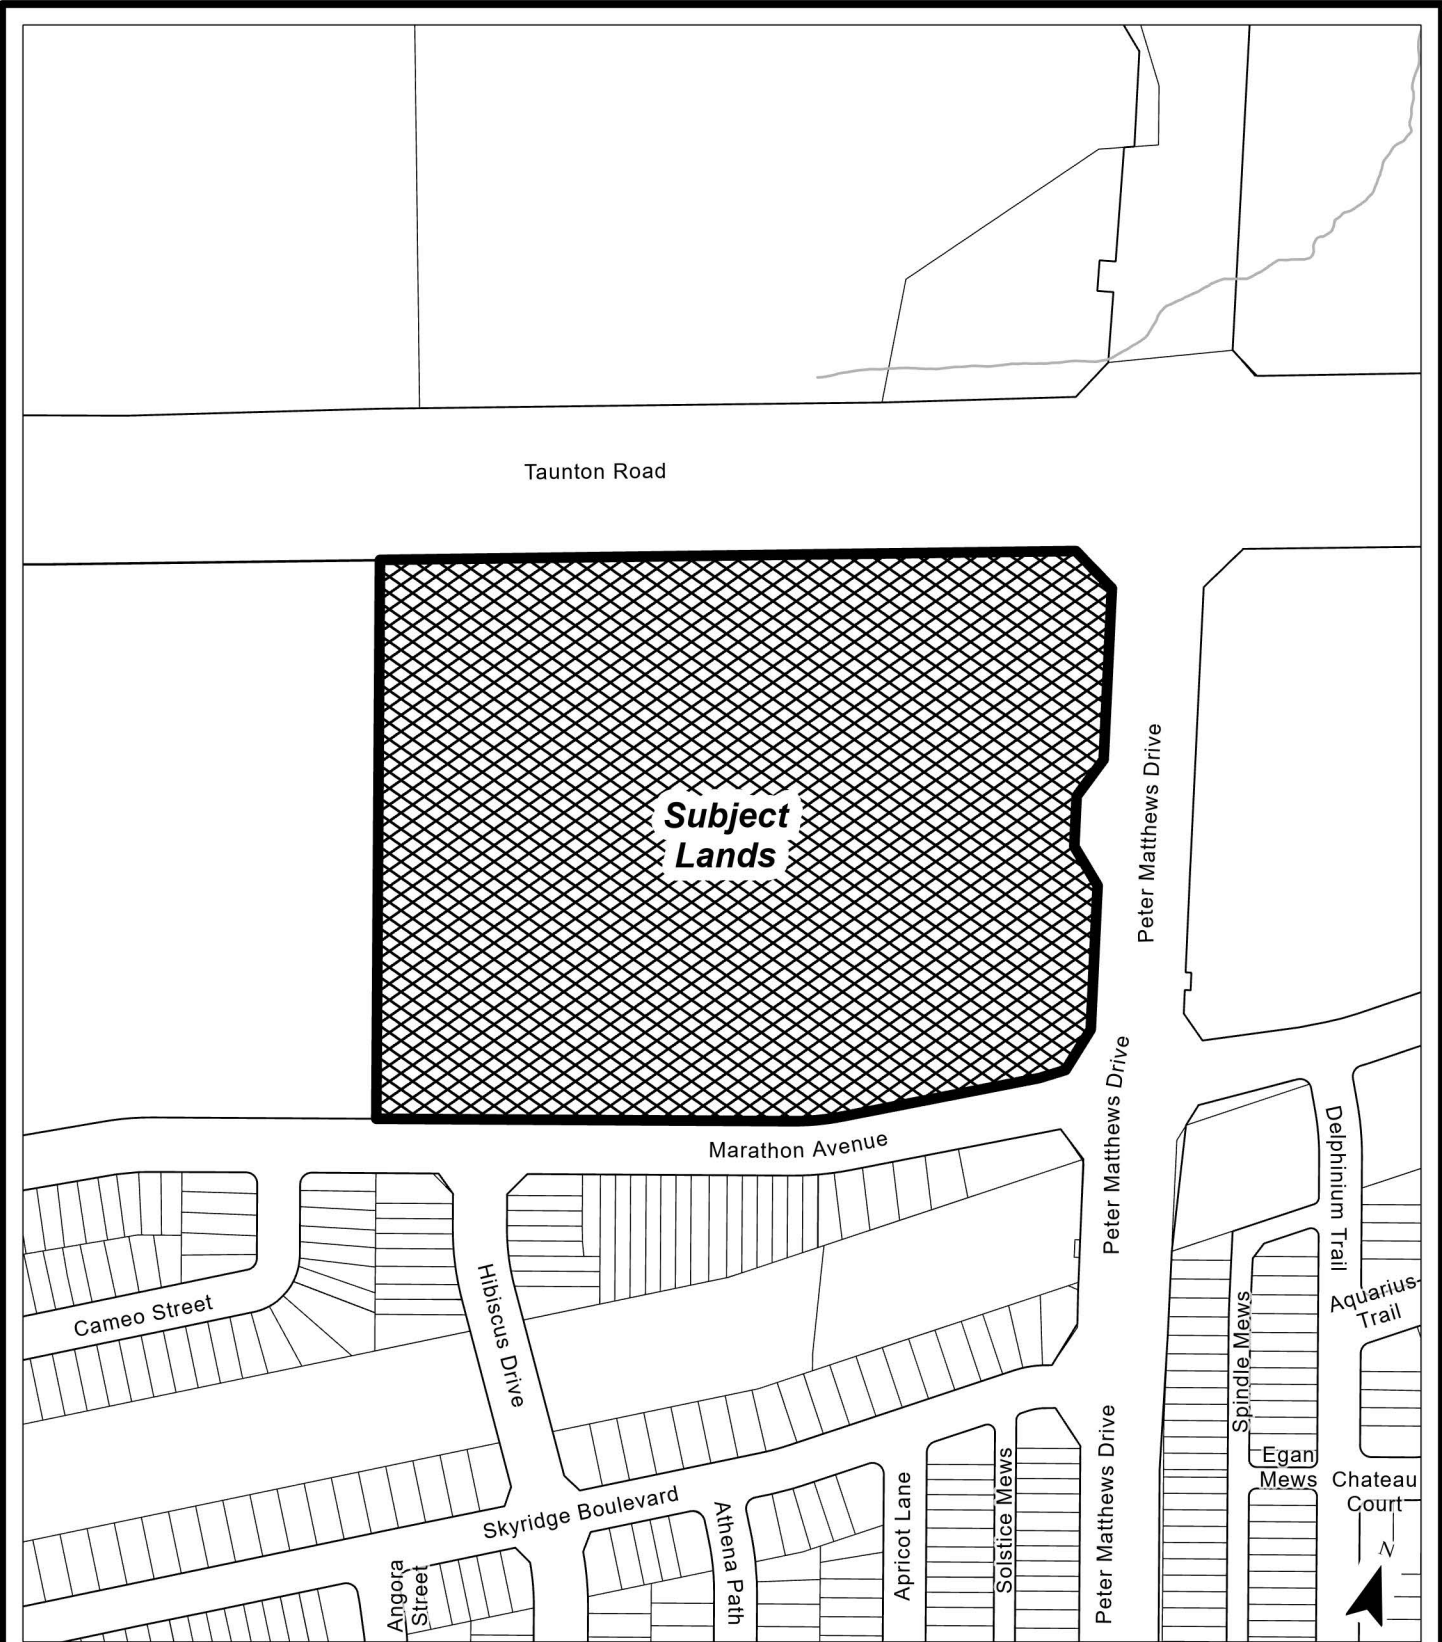 Taunton Road
Peter Matthews Drive
Subject
Lands
Peter Matthews Drive
Marathon Avenue
Delphinium Trail
Hibiscus Drive
Cameo Street
Aquarius
Trail
Spindle Mews
Peter Matthews Drive
Egan
Mews
Chateau
Court
Skyridge Boulevard
Athena Path
Apricot Lane
Solstice Mews
Angora
Street
N